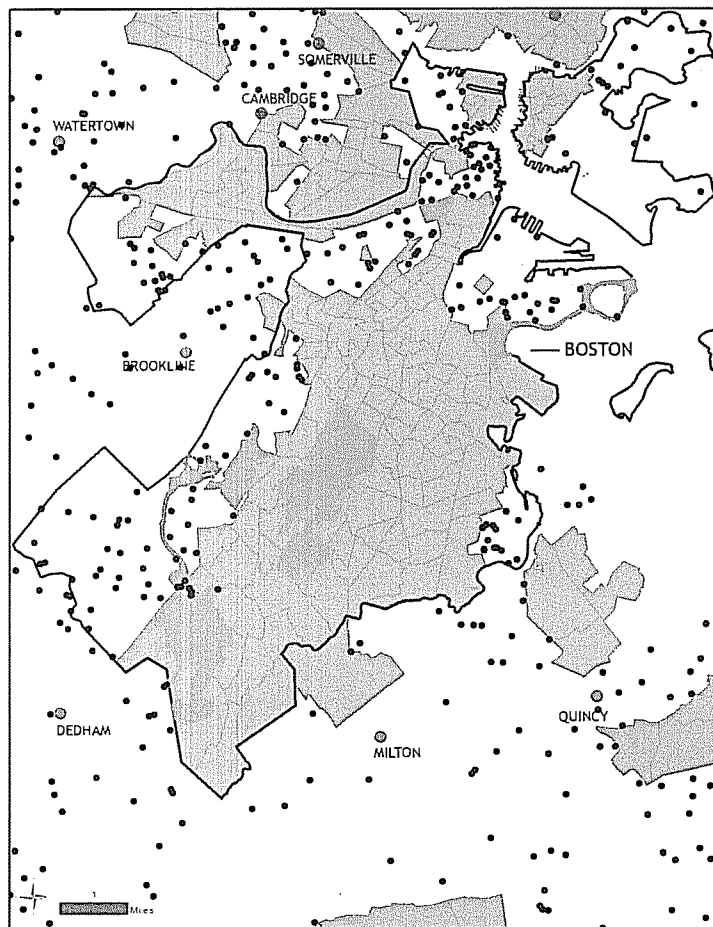 SOMERVILLE
CAMBRIDGE
WATERTOWN
BOSTON
BROOKLINE
DEDHAM
QUINCY
MILTON
1
Miles